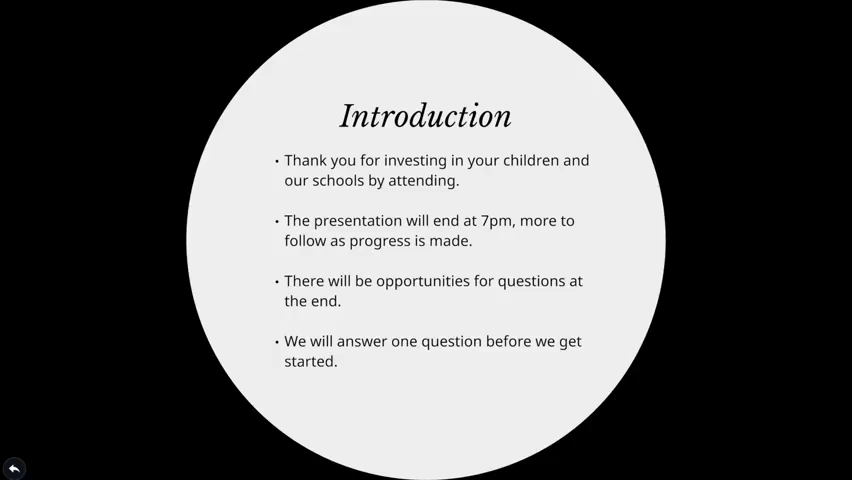 Introduction
• Thank you for investing in your children and
our schools by attending.
• The presentation will end at 7pm, more to
follow as progress is made.
• There will be opportunities for questions at
the end.
• We will answer one question before we get
started.